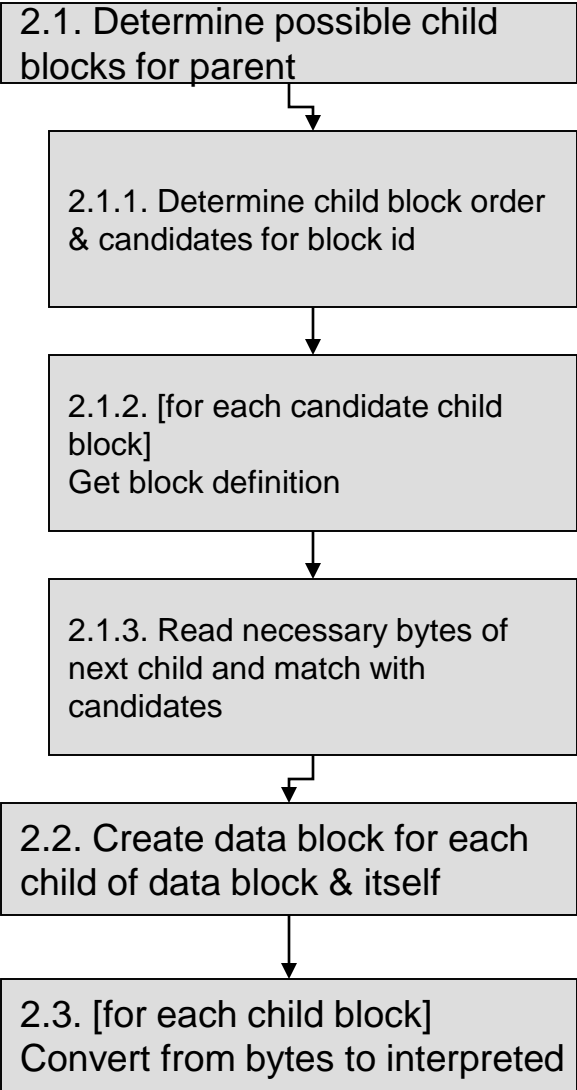 2.1. Determine possible child
blocks for parent
2.1.1. Determine child block order
& candidates for block id
2.1.2. [for each candidate child
block]
Get block definition
2.1.3. Read necessary bytes of
next child and match with
candidates
2.2. Create data block for each
child of data block & itself
2.3. [for each child block]
Convert from bytes to interpreted